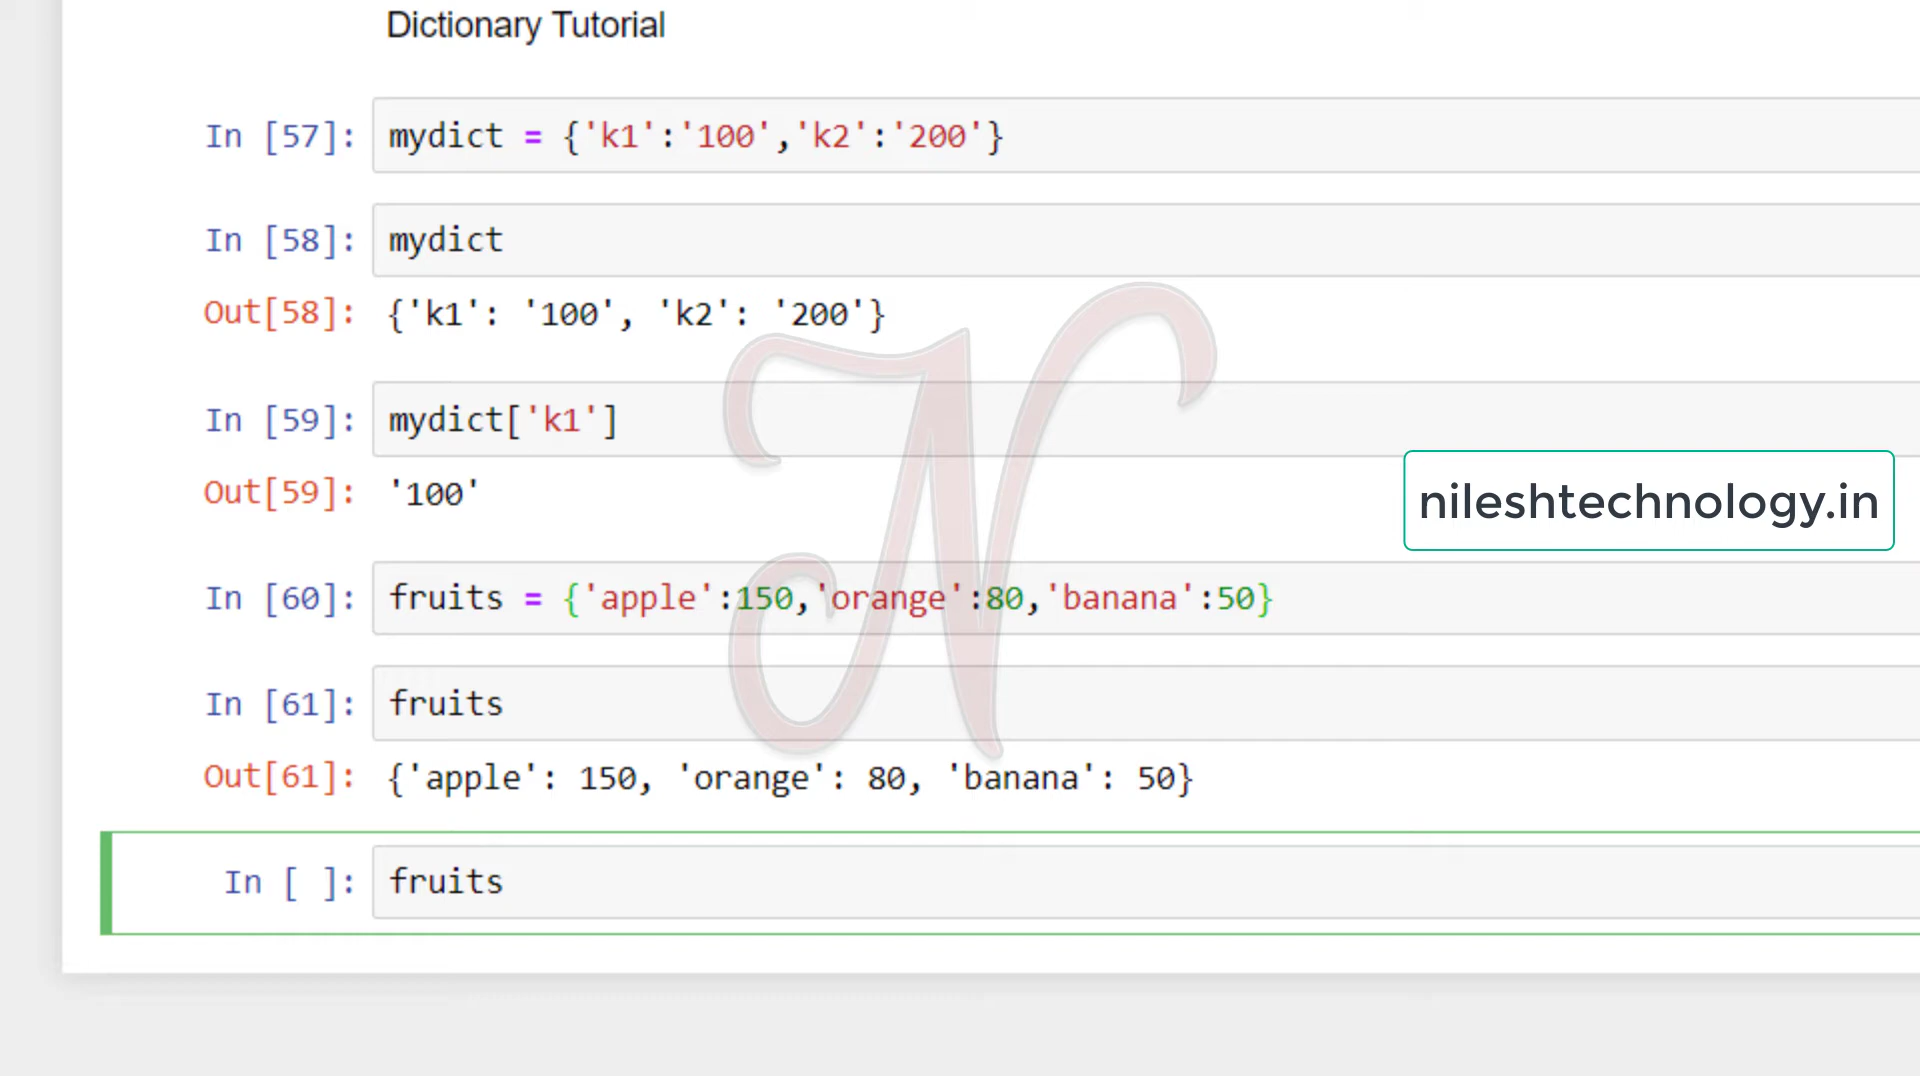 Dictionary Tutorial
In [57]: mydict = {'k1':'100','k2':'200'}
In [58]: mydict
Out[58]: {'k1': '100', 'k2': '200'}
In [59]: mydict['k1']
Out[59]: '100'
nileshtechnology.in
In [60]: fruits = {'apple':150,'orange':80,'banana':50}
In [61]: fruits
Out[61]: {'apple': 150, 'orange': 80, 'banana': 50}
In [ ]: fruits
N